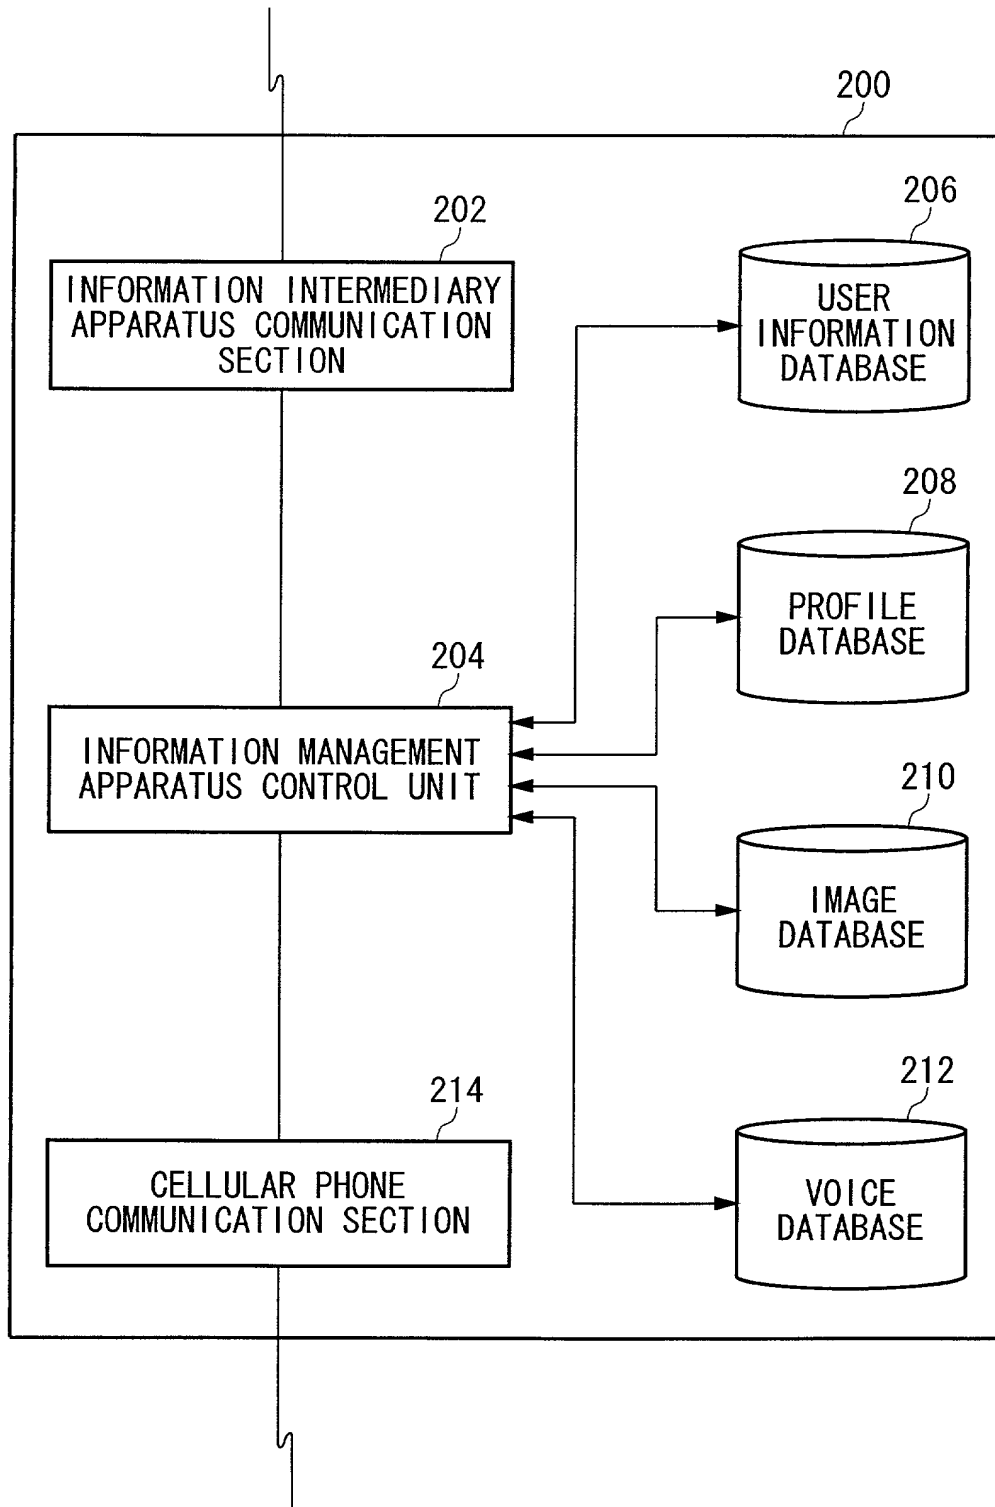 200
202
206
INFORMATION INTERMEDIARY
APPARATUS COMMUNICATION
SECTION
USER
INFORMATION
DATABASE
208
PROFILE
DATABASE
204
INFORMATION MANAGEMENT
APPARATUS CONTROL UNIT
210
IMAGE
DATABASE
214
CELLULAR PHONE
COMMUNICATION SECTION
212
VOICE
DATABASE